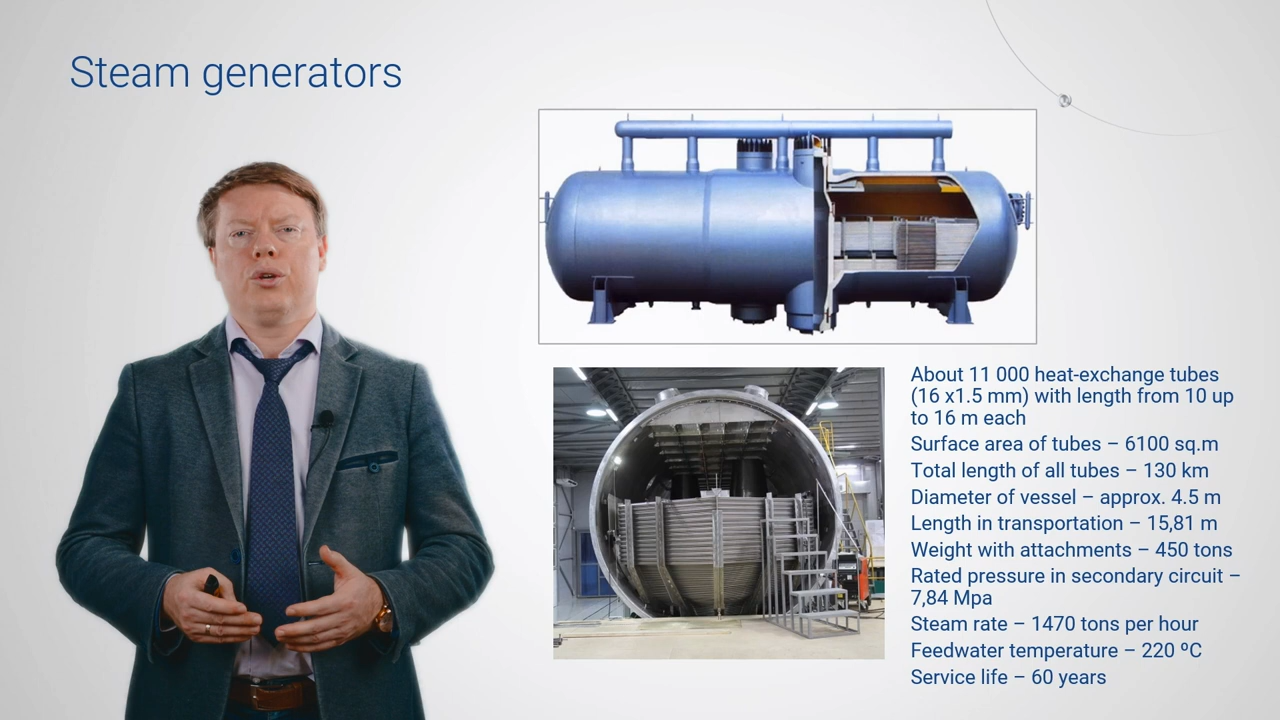 Steam generators
About 11 000 heat-exchange tubes
(16 x1.5 mm) with length from 10 up
to 16 m each
Surface area of tubes – 6100 sq.m
Total length of all tubes – 130 km
Diameter of vessel – approx. 4.5 m
Length in transportation – 15,81 m
Weight with attachments – 450 tons
Rated pressure in secondary circuit –
7,84 Mpa
Steam rate – 1470 tons per hour
Feedwater temperature – 220 ºC
Service life – 60 years